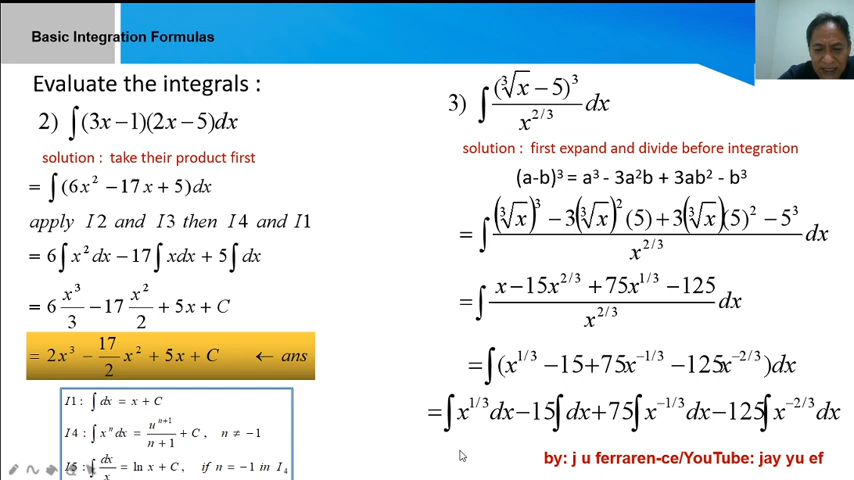 Basic Integration Formulas
Evaluate the integrals :
2) ∫(3x−1)(2x−5)dx
solution : take their product first
= ∫(6x² −17x + 5)dx
apply I2 and I3 then I4 and I1
= 6∫x²dx −17∫xdx + 5∫dx
= 6 x³/3 −17 x²/2 + 5x + C
= 2x³ − 17/2 x² + 5x + C ← ans
I1: ∫dx = x + C
I4: ∫xⁿdx = uⁿ⁺¹/(n+1) + C, n ≠ −1
I5: ∫dx/x = ln x + C, if n = −1 in I₄
3) ∫(∛x − 5)³/x^{2/3} dx
solution : first expand and divide before integration
(a-b)³ = a³ - 3a²b + 3ab² - b³
= ∫((∛x)³ − 3(∛x)²(5) + 3(∛x)(5)² − 5³)/x^{2/3} dx
= ∫(x −15x^{2/3} + 75x^{1/3} −125)/x^{2/3} dx
= ∫(x^{1/3} −15+75x^{−1/3} −125x^{−2/3})dx
= ∫x^{1/3}dx−15∫dx+75∫x^{−1/3}dx−125∫x^{−2/3}dx
by: j u ferraren-ce/YouTube: jay yu ef